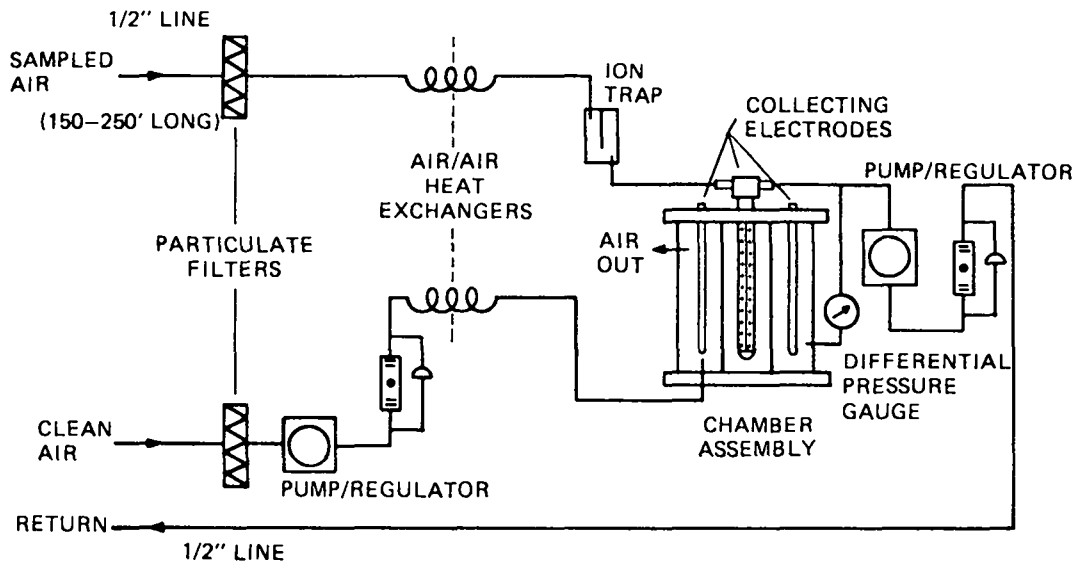 1/2" LINE
SAMPLED
AIR
(150–250' LONG)
ION
TRAP
COLLECTING
ELECTRODES
PUMP/REGULATOR
AIR/AIR
HEAT
EXCHANGERS
PARTICULATE
FILTERS
AIR
OUT
DIFFERENTIAL
PRESSURE
GAUGE
CHAMBER
ASSEMBLY
CLEAN
AIR
PUMP/REGULATOR
RETURN
1/2" LINE